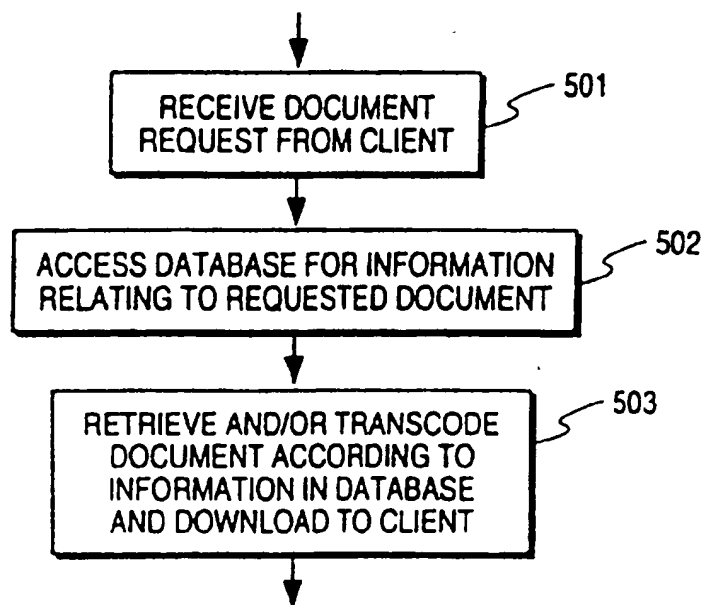 RECEIVE DOCUMENT
REQUEST FROM CLIENT
501
ACCESS DATABASE FOR INFORMATION
RELATING TO REQUESTED DOCUMENT
502
RETRIEVE AND/OR TRANSCODE
DOCUMENT ACCORDING TO
INFORMATION IN DATABASE
AND DOWNLOAD TO CLIENT
503